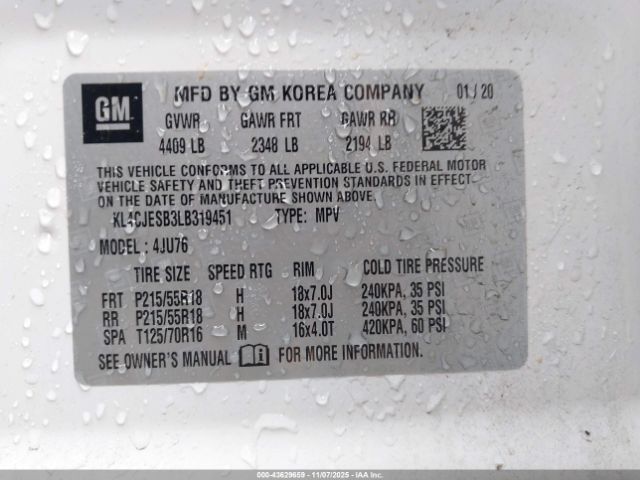 GM
MFD BY GM KOREA COMPANY 01 / 20
GVWR GAWR FRT GAWR RR
4409 LB 2348 LB 2194 LB
THIS VEHICLE CONFORMS TO ALL APPLICABLE U.S. FEDERAL MOTOR
VEHICLE SAFETY AND THEFT PREVENTION STANDARDS IN EFFECT
ON THE DATE OF MANUFACTURE SHOWN ABOVE.
KL4CJESB3LB319451 TYPE: MPV
MODEL : 4JU76
TIRE SIZE SPEED RTG RIM COLD TIRE PRESSURE
FRT P215/55R18 H 18x7.0J 240KPA, 35 PSI
RR P215/55R18 H 18x7.0J 240KPA, 35 PSI
SPA T125/70R16 M 16x4.0T 420KPA, 60 PSI
SEE OWNER'S MANUAL FOR MORE INFORMATION.
000-43629659 - 11/07/2025 - IAAI.com